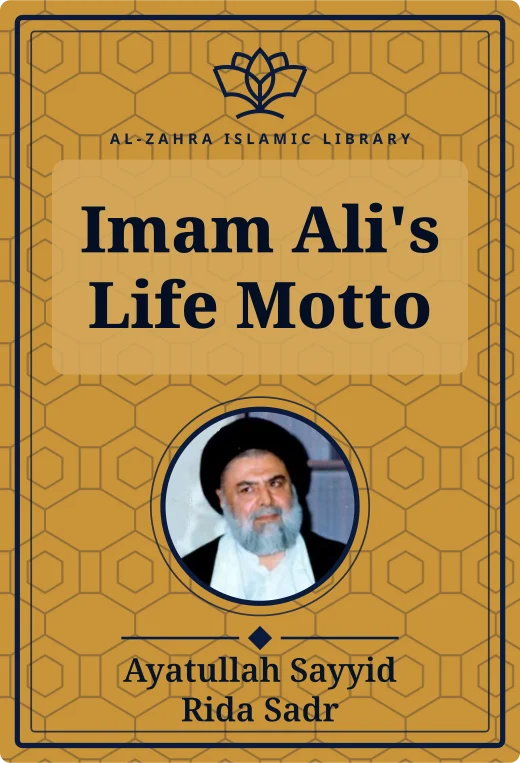 AL-ZAHRA ISLAMIC LIBRARY
Imam Ali's
Life Motto
Ayatullah Sayyid
Rida Sadr